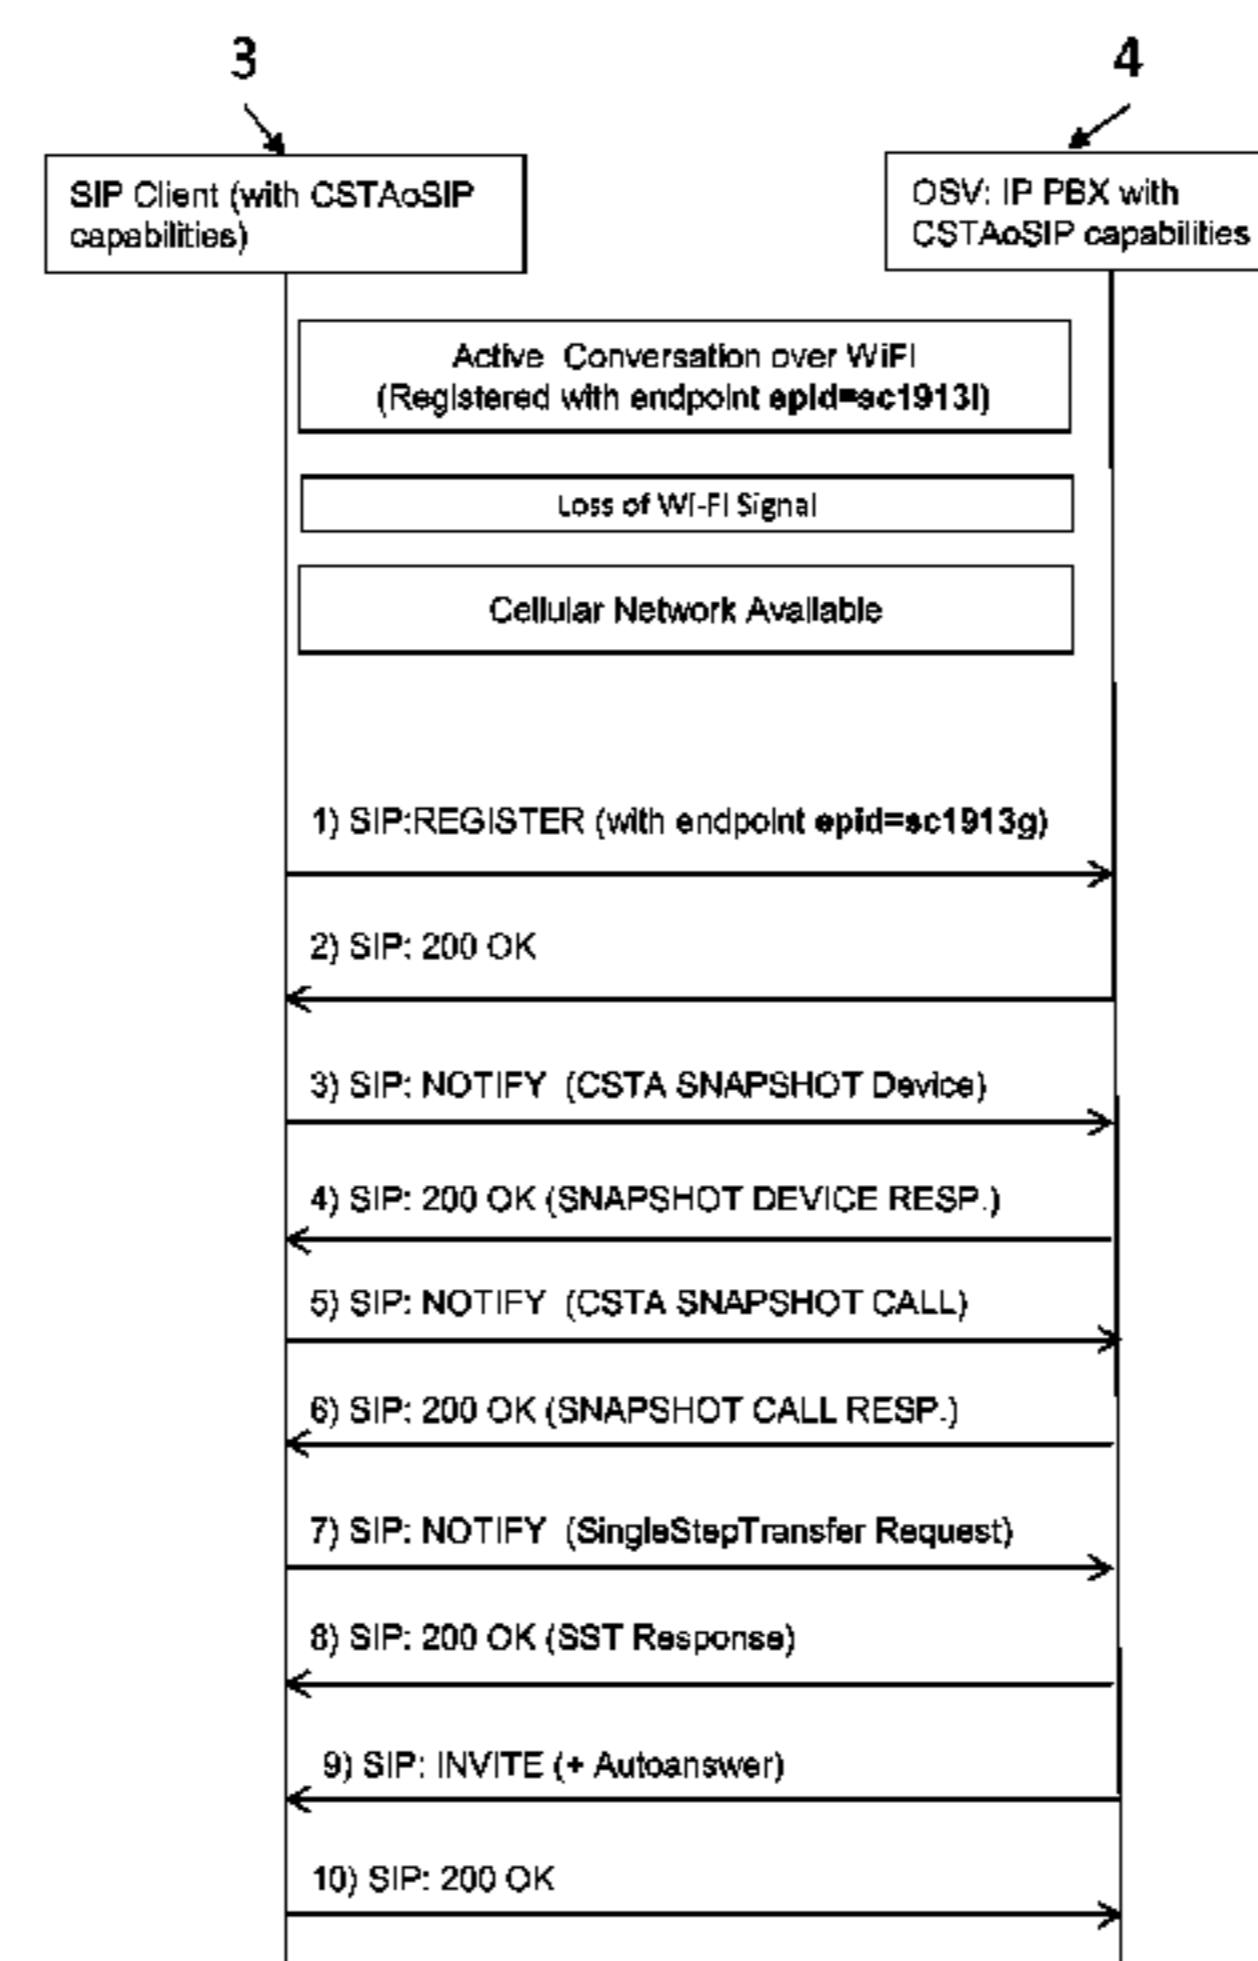 3
4
SIP Client (with CSTAoSIP
capabilities)
OSV: IP PBX with
CSTAoSIP capabilities
Active Conversation over WiFI
(Registered with endpoint epid=sc1913l)
Loss of Wi-Fi Signal
Cellular Network Available
1) SIP:REGISTER (with endpoint epid=sc1913g)
2) SIP: 200 OK
3) SIP: NOTIFY (CSTA SNAPSHOT Device)
4) SIP: 200 OK (SNAPSHOT DEVICE RESP.)
5) SIP: NOTIFY (CSTA SNAPSHOT CALL)
6) SIP: 200 OK (SNAPSHOT CALL RESP.)
7) SIP: NOTIFY (SingleStepTransfer Request)
8) SIP: 200 OK (SST Response)
9) SIP: INVITE (+ Autoanswer)
10) SIP: 200 OK